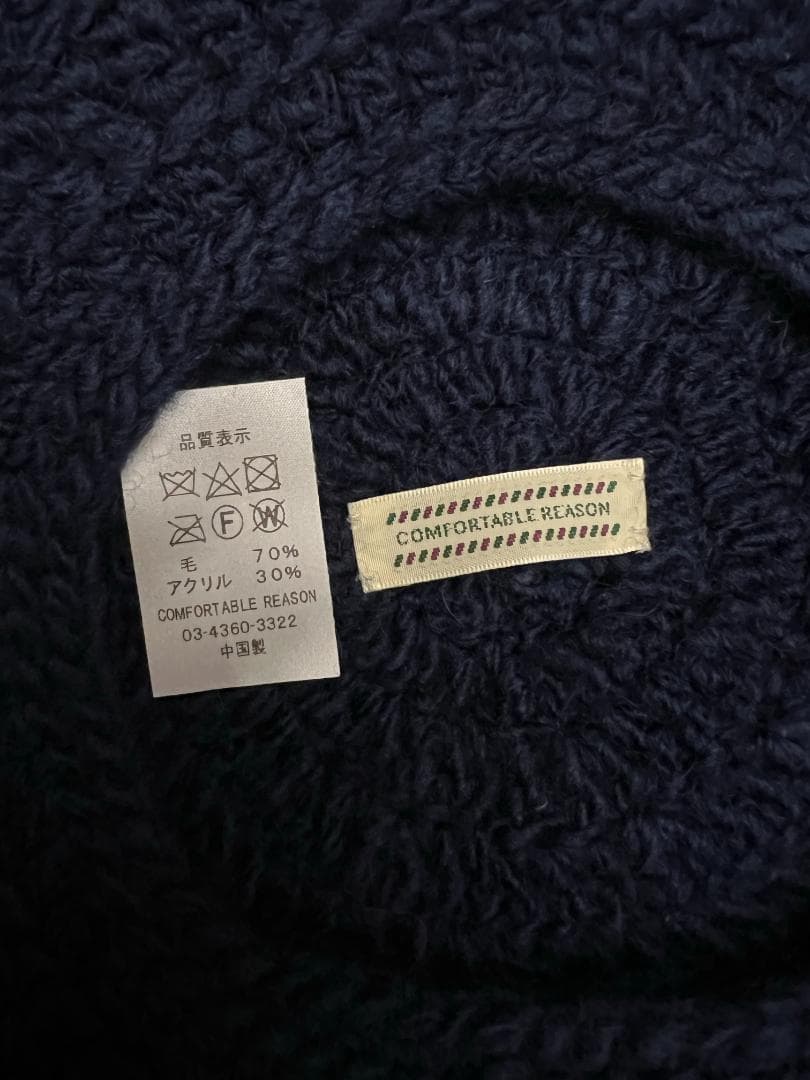 品質表示
F W
毛 70%
アクリル 30%
COMFORTABLE REASON
03-4360-3322
中国製
COMFORTABLE REASON